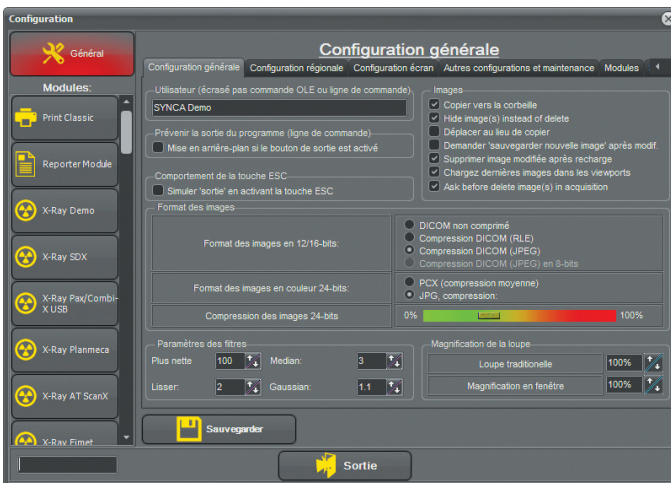 Configuration
Général
Modules:
Print Classic
Reporter Module
X-Ray Demo
X-Ray SDX
X-Ray Pax/Combi-
X USB
X-Ray Planmeca
X-Ray AT ScanX
X-Ray Fimet
Configuration générale
Configuration générale
Configuration régionale
Configuration écran
Autres configurations et maintenance
Modules
Utilisateur (écrasé pas commande OLE ou ligne de commande)
SYNCA Demo
Prévenir la sortie du programme (ligne de commande)
Mise en arrière-plan si le bouton de sortie est activé
Comportement de la touche ESC
Simuler 'sortie' en activant la touche ESC
Images
Copier vers la corbeille
Hide image(s) instead of delete
Déplacer au lieu de copier
Demander 'sauvegarder nouvelle image' après modif.
Supprimer image modifiée après recharge
Chargez dernières images dans les viewports
Ask before delete image(s) in acquisition
Format des images
Format des images en 12/16-bits:
DICOM non comprimé
Compression DICOM (RLE)
Compression DICOM (JPEG)
Compression DICOM (JPEG) en 8-bits
Format des images en couleur 24-bits:
PCX (compression moyenne)
JPG, compression:
Compression des images 24-bits
0%
100%
Paramètres des filtres
Plus nette
100
Median:
3
Lisser:
2
Gaussian:
1.1
Magnification de la loupe
Loupe traditionelle
100%
Magnification en fenêtre
100%
Sauvegarder
Sortie